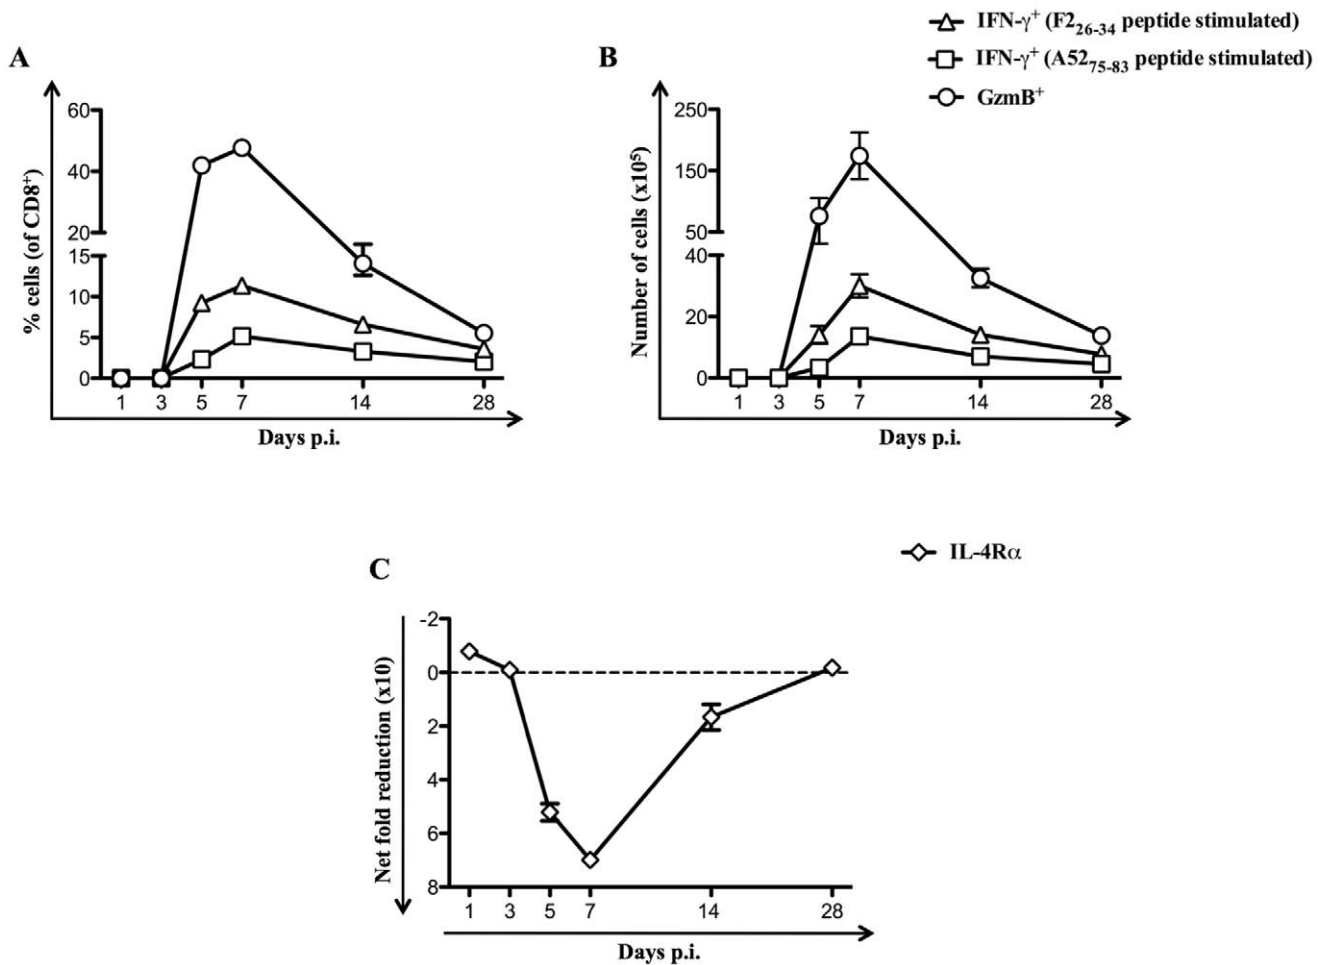 IFN-γ⁺ (F2₂₆₋₃₄ peptide stimulated)
IFN-γ⁺ (A52₇₅₋₈₃ peptide stimulated)
GzmB⁺
A
% cells (of CD8⁺)
60
40
20
15
10
5
0
1 3 5 7 14 28
Days p.i.
B
Number of cells (x10⁵)
250
150
50
40
20
0
1 3 5 7 14 28
Days p.i.
IL-4Rα
C
Net fold reduction (x10)
-2
0
2
4
6
8
1 3 5 7 14 28
Days p.i.